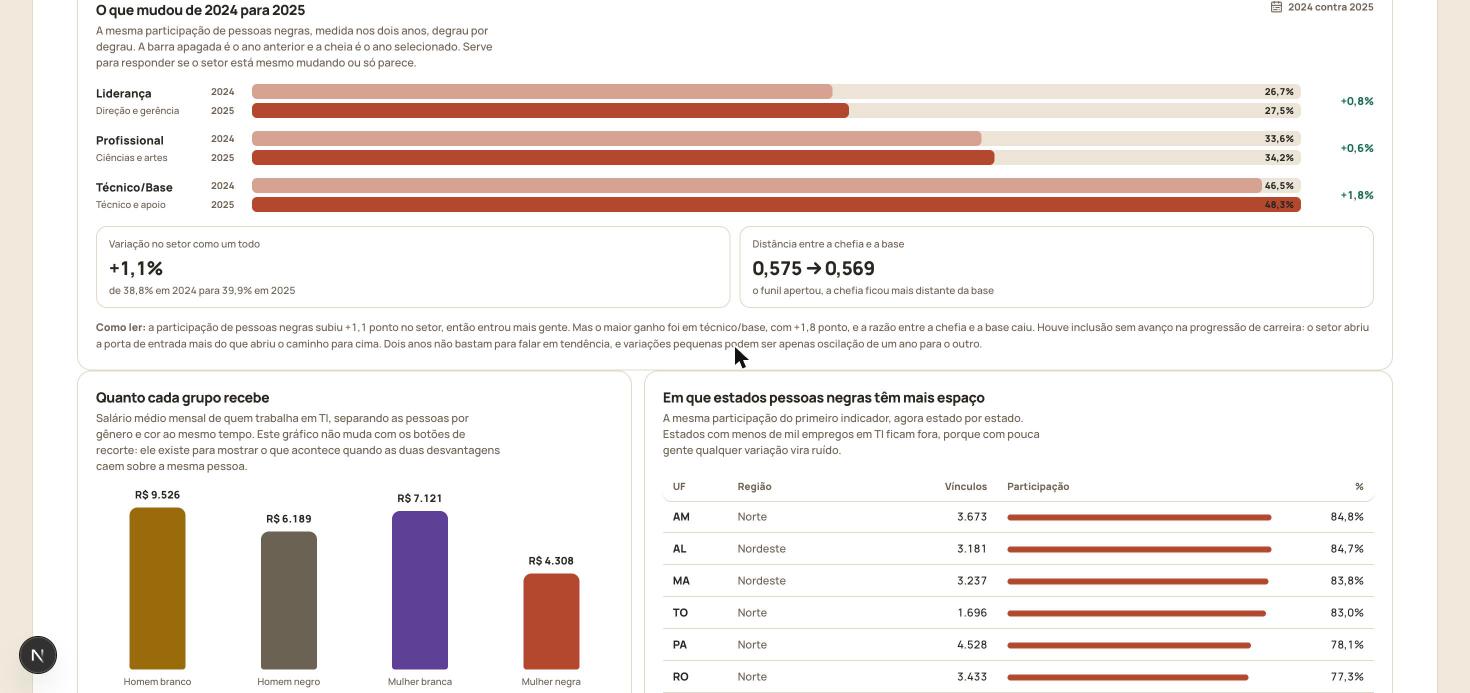 O que mudou de 2024 para 2025
2024 contra 2025
A mesma participação de pessoas negras, medida nos dois anos, degrau por
degrau. A barra apagada é o ano anterior e a cheia é o ano selecionado. Serve
para responder se o setor está mesmo mudando ou só parece.
Liderança 2024 26,7%
Direção e gerência 2025 27,5%
+0,8%
Profissional 2024 33,6%
Ciências e artes 2025 34,2%
+0,6%
Técnico/Base 2024 46,5%
Técnico e apoio 2025 48,3%
+1,8%
Variação no setor como um todo
+1,1%
de 38,8% em 2024 para 39,9% em 2025
Distância entre a chefia e a base
0,575 → 0,569
o funil apertou, a chefia ficou mais distante da base
Como ler: a participação de pessoas negras subiu +1,1 ponto no setor, então entrou mais gente. Mas o maior ganho foi em técnico/base, com +1,8 ponto, e a razão entre a chefia e a base caiu. Houve inclusão sem avanço na progressão de carreira: o setor abriu
a porta de entrada mais do que abriu o caminho para cima. Dois anos não bastam para falar em tendência, e variações pequenas podem ser apenas oscilação de um ano para o outro.
Quanto cada grupo recebe
Salário médio mensal de quem trabalha em TI, separando as pessoas por
gênero e cor ao mesmo tempo. Este gráfico não muda com os botões de
recorte: ele existe para mostrar o que acontece quando as duas desvantagens
caem sobre a mesma pessoa.
R$ 9.526
R$ 6.189
R$ 7.121
R$ 4.308
Homem branco
Homem negro
Mulher branca
Mulher negra
Em que estados pessoas negras têm mais espaço
A mesma participação do primeiro indicador, agora estado por estado.
Estados com menos de mil empregos em TI ficam fora, porque com pouca
gente qualquer variação vira ruído.
UF Região Vínculos Participação %
AM Norte 3.673 84,8%
AL Nordeste 3.181 84,7%
MA Nordeste 3.237 83,8%
TO Norte 1.696 83,0%
PA Norte 4.528 78,1%
RO Norte 3.433 77,3%
N